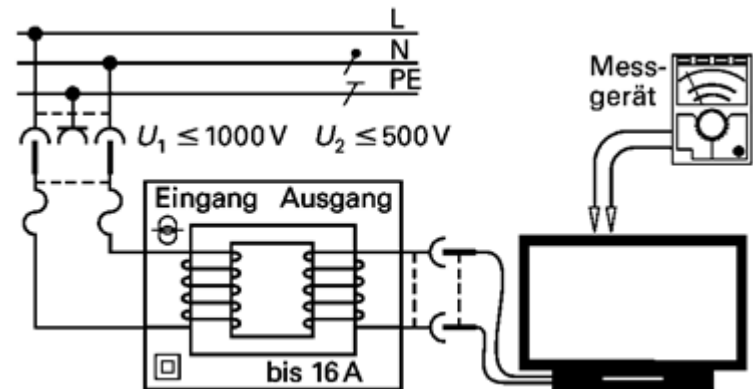 L
N
PE
Mess-
gerät
U₁ ≤ 1000 V U₂ ≤ 500 V
Eingang Ausgang
bis 16 A